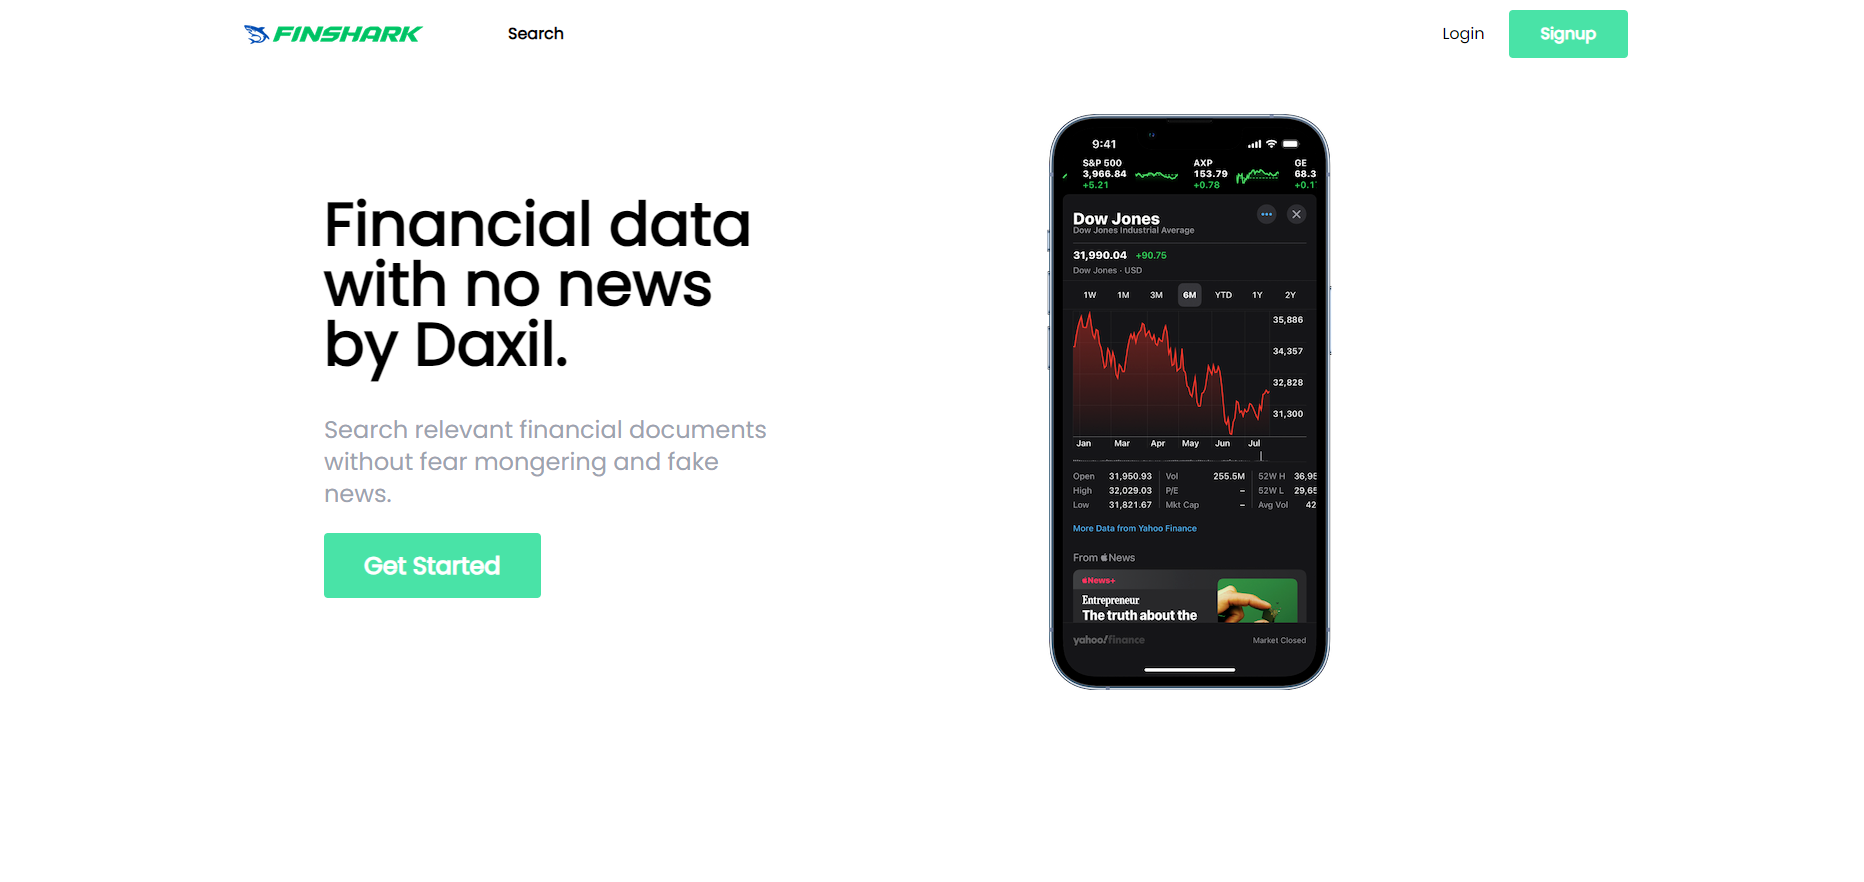 FINSHARK
Search
Login
Signup
Financial data
with no news
by Daxil.
Search relevant financial documents
without fear mongering and fake
news.
Get Started
9:41
S&P 500 AXP GE
3,966.84 153.79 68.3
+5.21 +0.78 +0.1
Dow Jones
Dow Jones Industrial Average
31,990.04 +90.75
Dow Jones · USD
1W 1M 3M 6M YTD 1Y 2Y
35,886
34,357
32,828
31,300
Jan Mar Apr May Jun Jul
Open 31,950.93 Vol 255.5M 52W H 36,95
High 32,029.03 P/E – 52W L 29,65
Low 31,821.67 Mkt Cap – Avg Vol 42
More Data from Yahoo Finance
From News
News+
Entrepreneur
The truth about the
yahoo!finance Market Closed